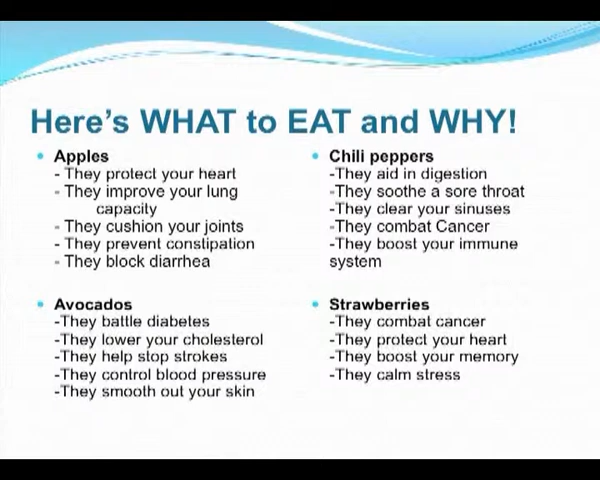 Here's WHAT to EAT and WHY!
• Apples
- They protect your heart
- They improve your lung
capacity
- They cushion your joints
- They prevent constipation
- They block diarrhea
• Avocados
-They battle diabetes
-They lower your cholesterol
-They help stop strokes
-They control blood pressure
-They smooth out your skin
• Chili peppers
-They aid in digestion
-They soothe a sore throat
-They clear your sinuses
-They combat Cancer
-They boost your immune
system
• Strawberries
-They combat cancer
-They protect your heart
-They boost your memory
-They calm stress